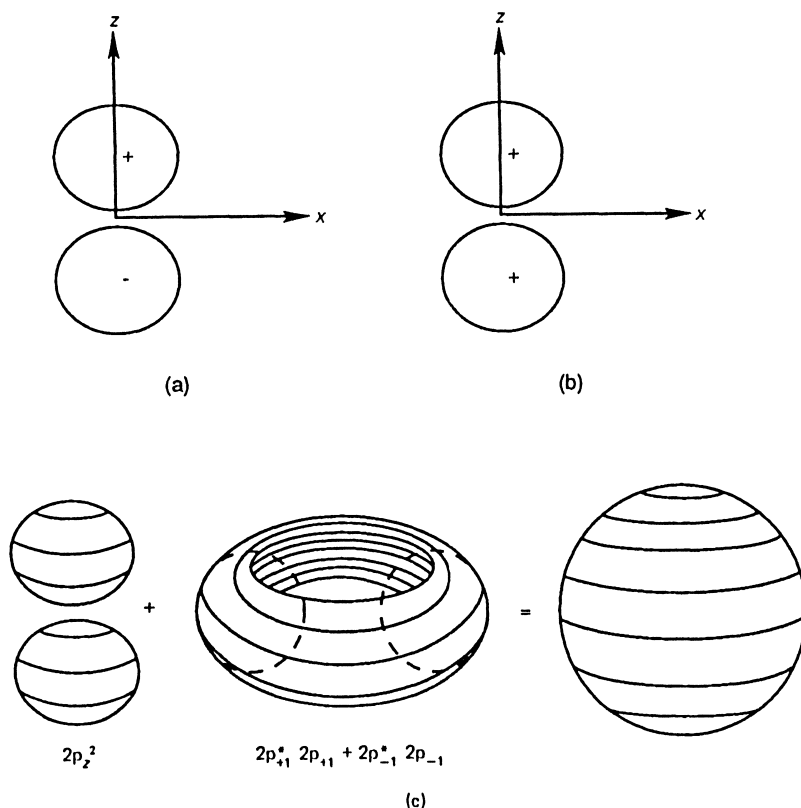 z
z
+
+
x
x
-
+
(a)
(b)
+
=
2p_z^2
2p*_{+1} 2p_{+1} + 2p*_{-1} 2p_{-1}
(c)